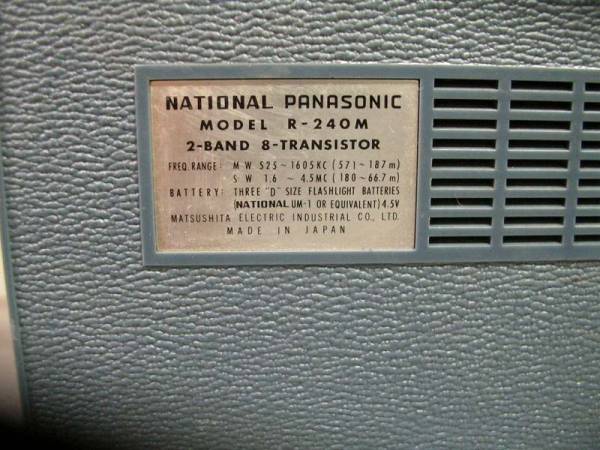 NATIONAL PANASONIC
MODEL R-240M
2-BAND 8-TRANSISTOR
FREQ. RANGE: M·W 525 ~ 1605KC (571 ~ 187m)
S·W 1.6 ~ 4.5MC (180 ~ 66.7m)
BATTERY: THREE "D" SIZE FLASHLIGHT BATTERIES
(NATIONAL UM-1 OR EQUIVALENT) 4.5V
MATSUSHITA ELECTRIC INDUSTRIAL CO., LTD.
MADE IN JAPAN